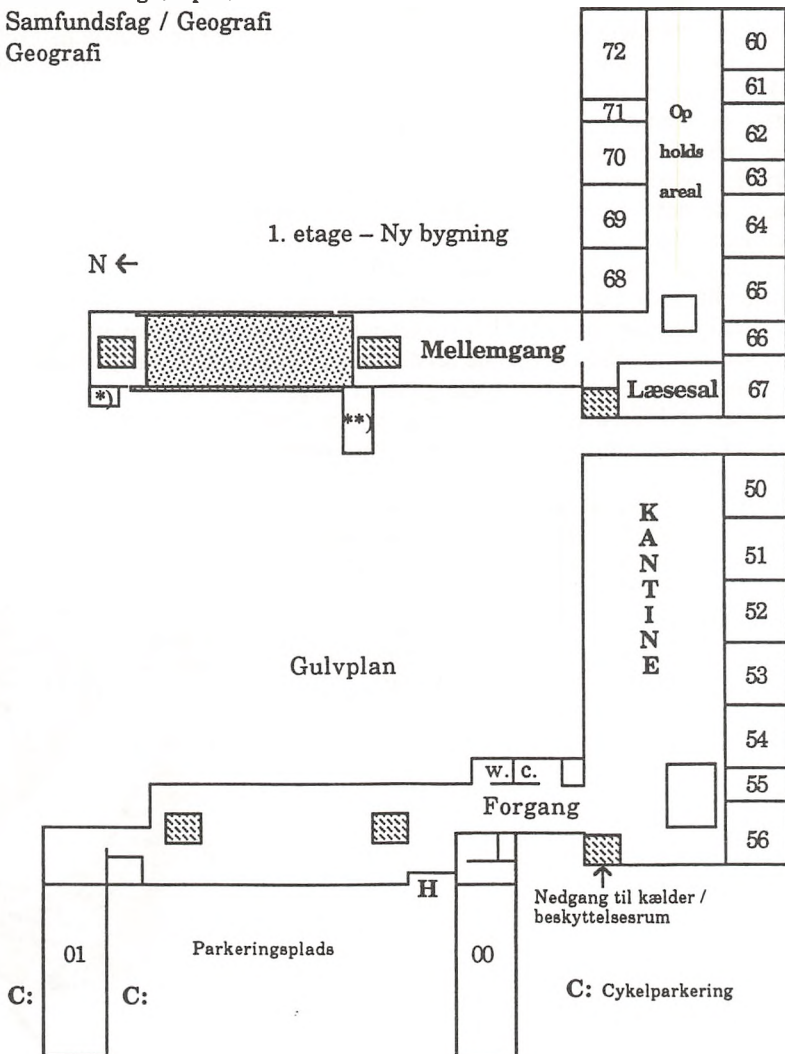 Samfundsfag / Geografi
Geografi
72
60
61
71
Op
62
70
holds
63
areal
69
64
1. etage – Ny bygning
N ←
68
65
66
Mellemgang
*)
**)
Læsesal
67
50
KANTINE
51
52
53
Gulvplan
54
w. c.
55
Forgang
56
H
Nedgang til kælder /
beskyttelsesrum
01
Parkeringsplads
00
C:
C:
C: Cykelparkering